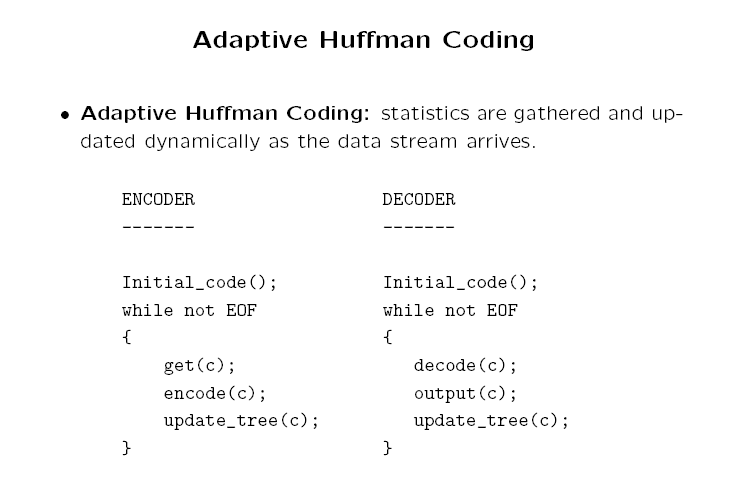 Adaptive Huffman Coding
• Adaptive Huffman Coding: statistics are gathered and up-
dated dynamically as the data stream arrives.
ENCODER DECODER
------- -------
Initial_code(); Initial_code();
while not EOF while not EOF
{ {
get(c); decode(c);
encode(c); output(c);
update_tree(c); update_tree(c);
} }